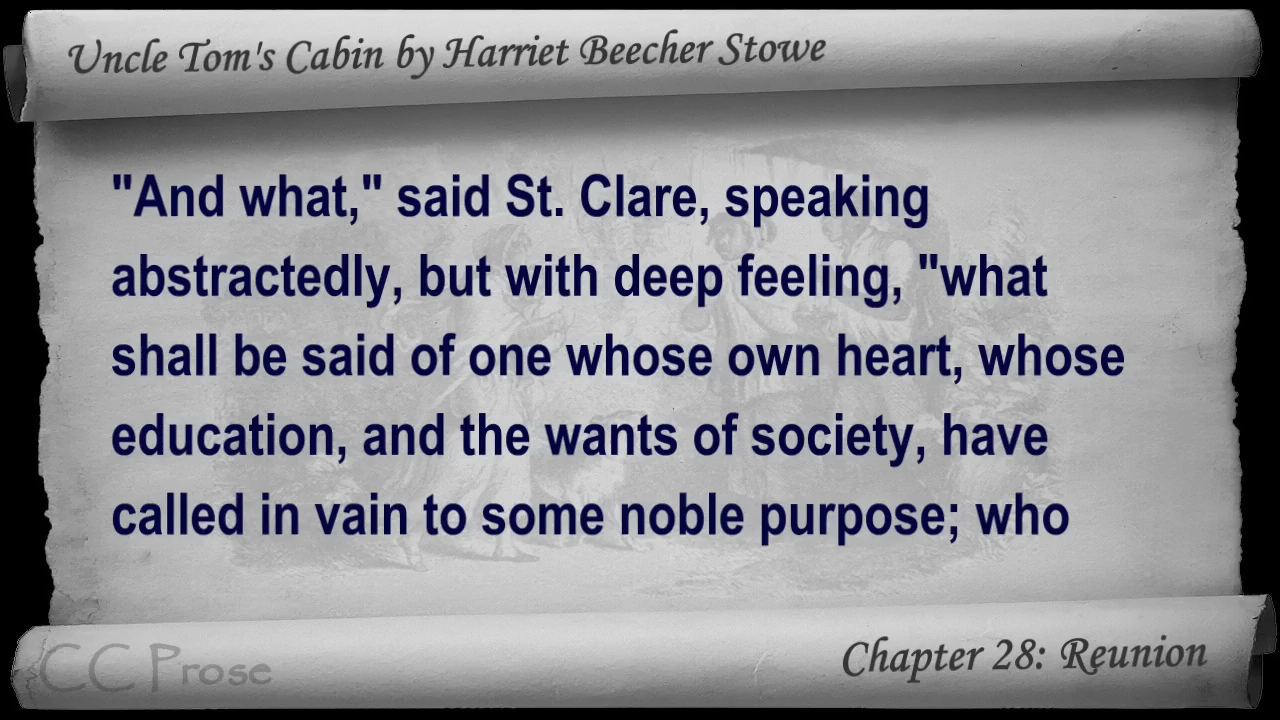 Uncle Tom's Cabin by Harriet Beecher Stowe
"And what," said St. Clare, speaking
abstractedly, but with deep feeling, "what
shall be said of one whose own heart, whose
education, and the wants of society, have
called in vain to some noble purpose; who
CC Prose
Chapter 28: Reunion